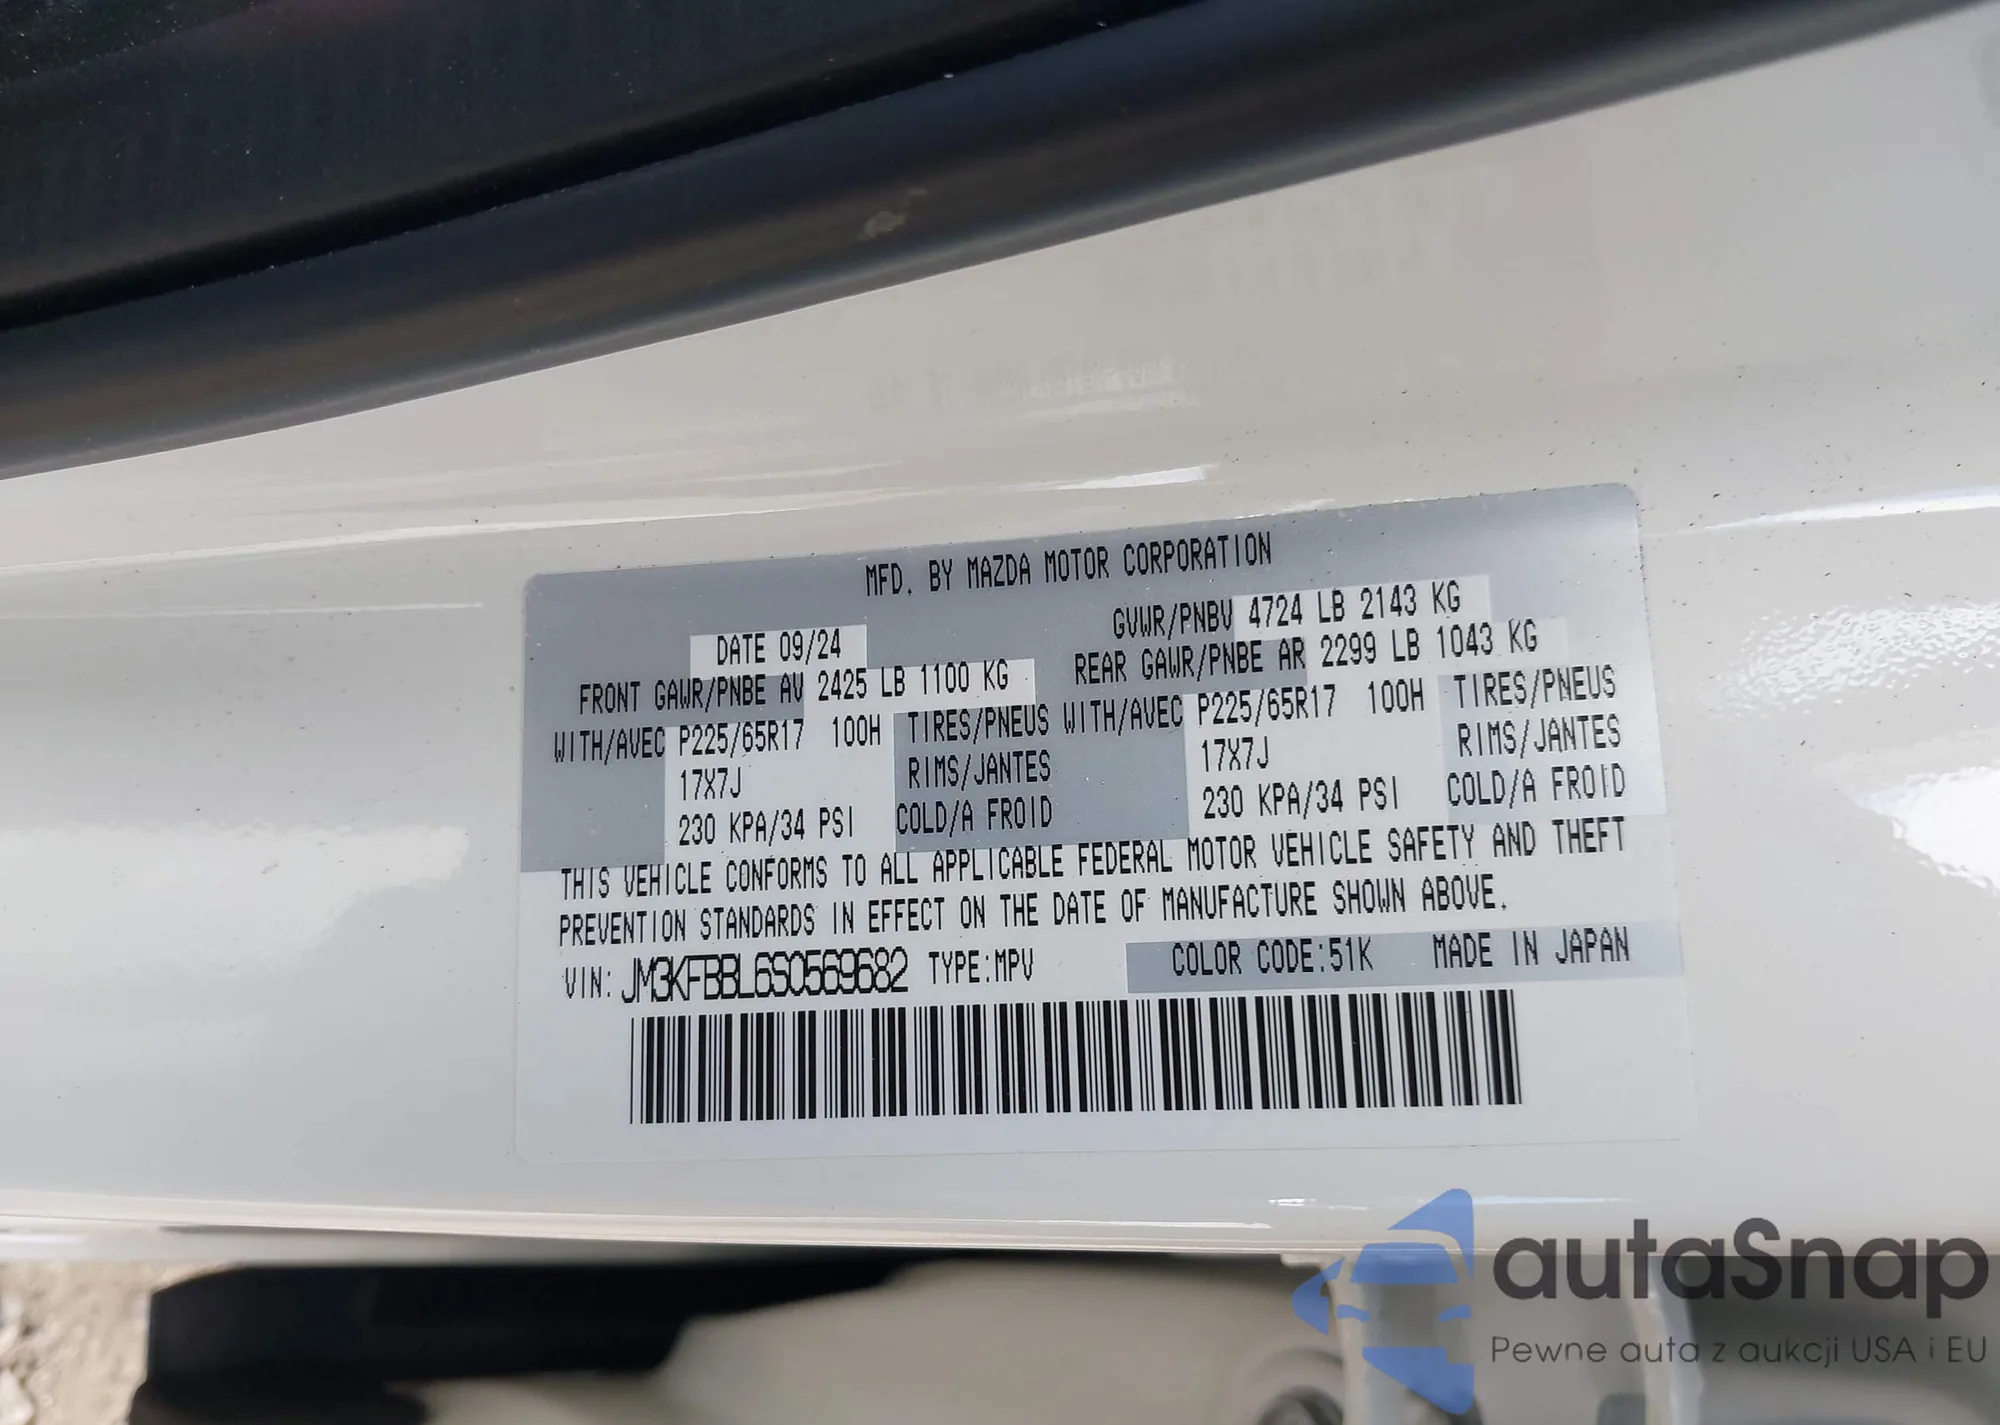 MFD. BY MAZDA MOTOR CORPORATION
DATE 09/24 GVWR/PNBV 4724 LB 2143 KG
FRONT GAWR/PNBE AV 2425 LB 1100 KG REAR GAWR/PNBE AR 2299 LB 1043 KG
WITH/AVEC P225/65R17 100H TIRES/PNEUS WITH/AVEC P225/65R17 100H TIRES/PNEUS
17X7J RIMS/JANTES 17X7J RIMS/JANTES
230 KPA/34 PSI COLD/A FROID 230 KPA/34 PSI COLD/A FROID
THIS VEHICLE CONFORMS TO ALL APPLICABLE FEDERAL MOTOR VEHICLE SAFETY AND THEFT
PREVENTION STANDARDS IN EFFECT ON THE DATE OF MANUFACTURE SHOWN ABOVE.
VIN: JM3KFBBL6S0569682 TYPE:MPV COLOR CODE:51K MADE IN JAPAN
autaSnap
Pewne auta z aukcji USA i EU